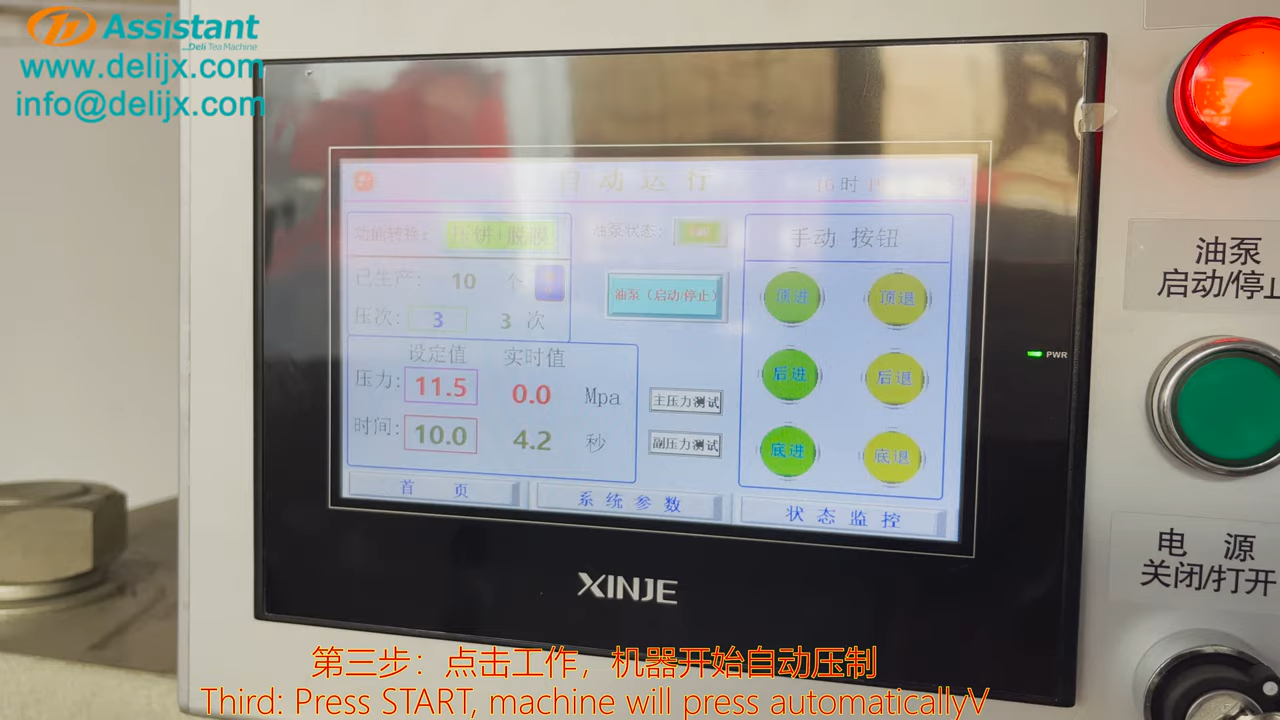 Assistant
Deli Tea Machine
www.delijx.com
info@delijx.com
自动运行
16时
功能转换：
压饼+脱膜
油泵状态：
手动 按钮
已生产： 10 个
油泵（启动/停止）
顶进 顶退
压次： 3 3 次
设定值 实时值
压力： 11.5 0.0 Mpa
主压力测试
后进 后退
时间： 10.0 4.2 秒
副压力测试
底进 底退
首 页
系统参数
状态监控
PWR
XINJE
油泵
启动/停止
电 源
关闭/打开
第三步：点击工作，机器开始自动压制
Third: Press START, machine will press automaticallyV